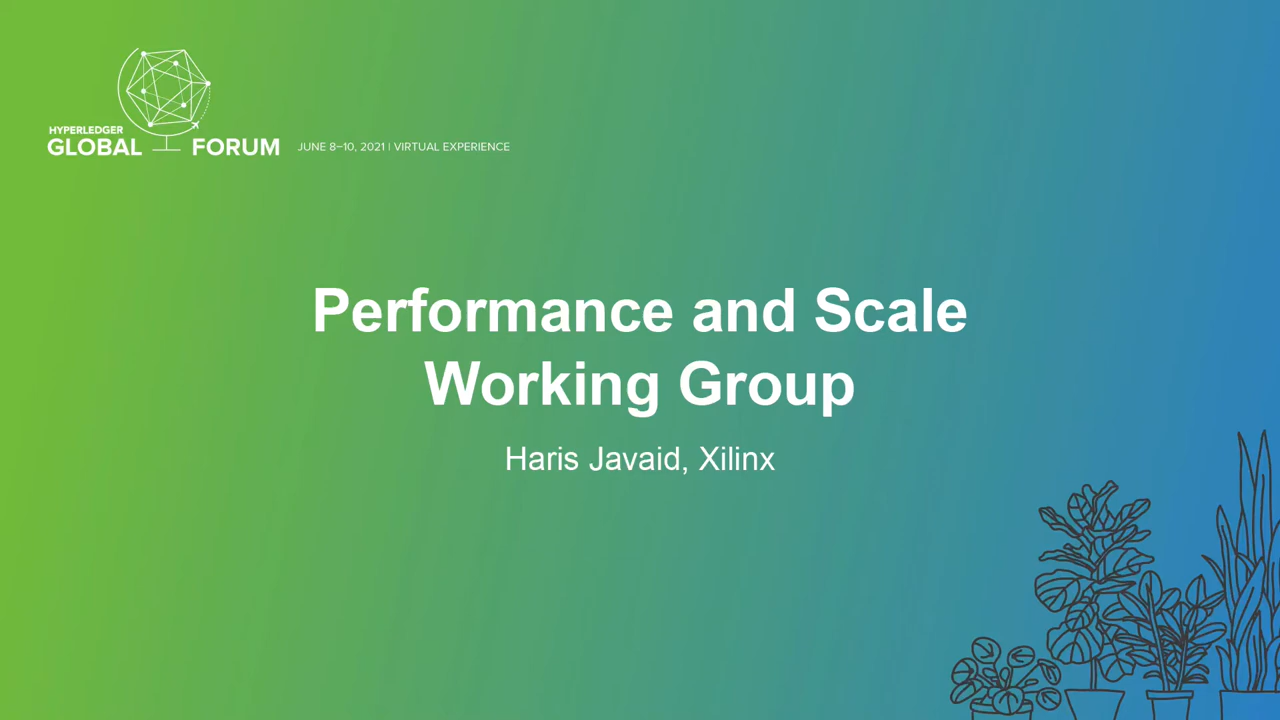 HYPERLEDGER
GLOBAL FORUM
JUNE 8–10, 2021 | VIRTUAL EXPERIENCE
Performance and Scale
Working Group
Haris Javaid, Xilinx